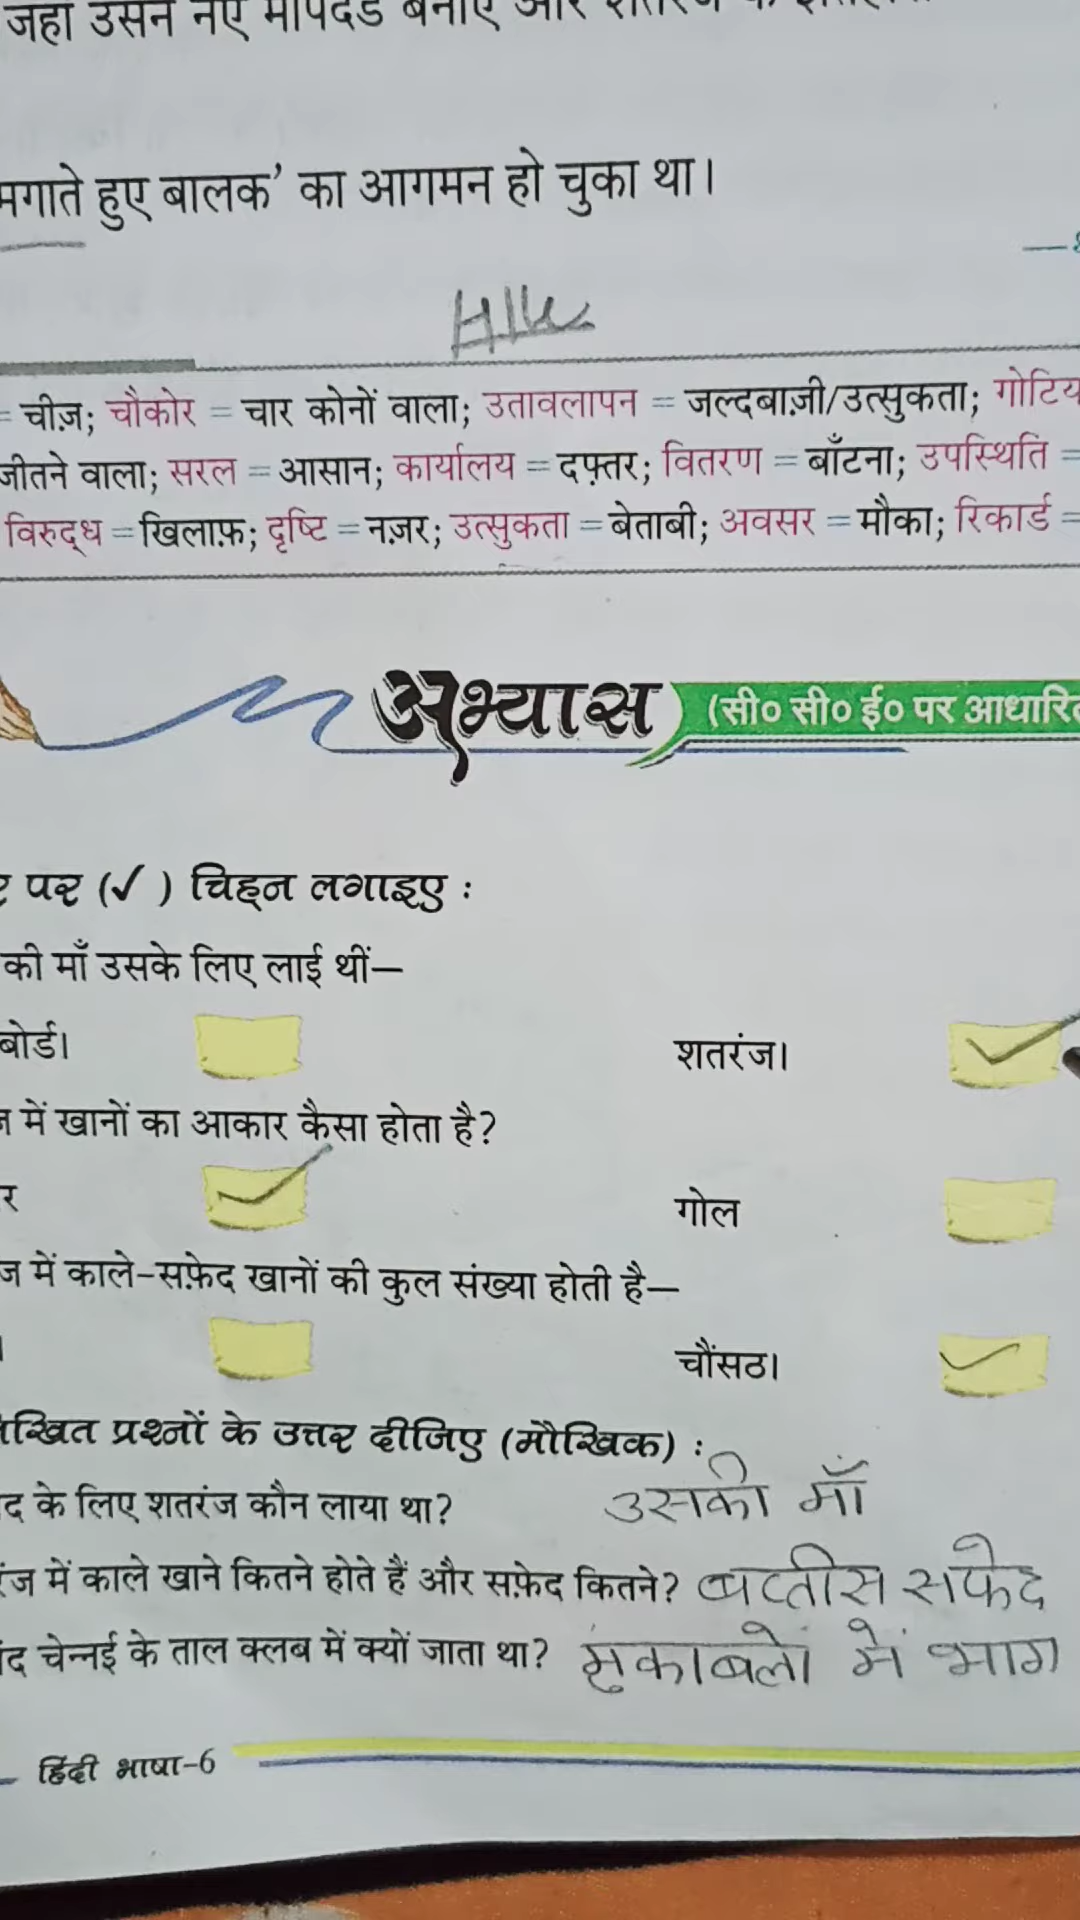 जहाँ उसने नए मापदंड बनाए और शतरंज के
मगाते हुए बालक’ का आगमन हो चुका था।
H/W
= चीज़; चौकोर = चार कोनों वाला; उतावलापन = जल्दबाज़ी/उत्सुकता; गोटिय
जीतने वाला; सरल = आसान; कार्यालय = दफ़्तर; वितरण = बाँटना; उपस्थिति =
विरुद्ध = खिलाफ़; दृष्टि = नज़र; उत्सुकता = बेताबी; अवसर = मौका; रिकार्ड =
अभ्यास (सी० सी० ई० पर आधारित
र पर (✓) चिह्न लगाइए :
की माँ उसके लिए लाई थीं—
बोर्ड। शतरंज।
ज में खानों का आकार कैसा होता है?
र गोल
ज में काले-सफ़ेद खानों की कुल संख्या होती है—
चौंसठ।
खित प्रश्नों के उत्तर दीजिए (मौखिक) :
द के लिए शतरंज कौन लाया था? उसकी माँ
रंज में काले खाने कितने होते हैं और सफ़ेद कितने? बत्तीस सफेद
द चेन्नई के ताल क्लब में क्यों जाता था? मुकाबलों में भाग
हिंदी भाषा-6